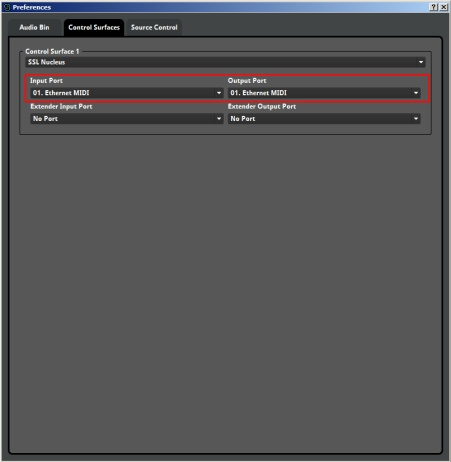 Preferences
Audio Bin Control Surfaces Source Control
Control Surface 1
SSL Nucleus
Input Port Output Port
01. Ethernet MIDI 01. Ethernet MIDI
Extender Input Port Extender Output Port
No Port No Port